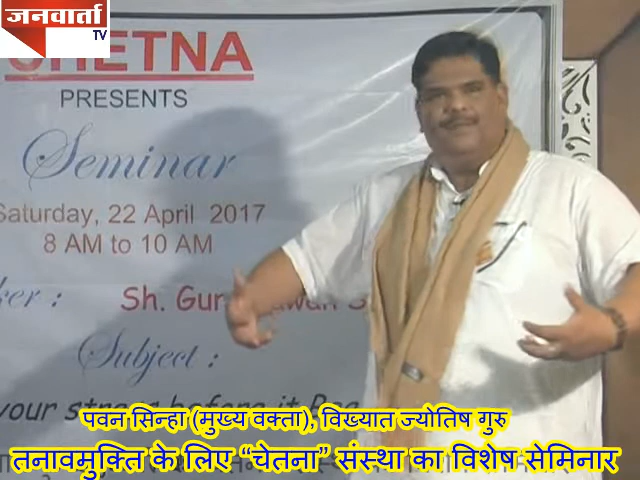 जनवार्ता
TV
CHETNA
PRESENTS
Seminar
Saturday, 22 April 2017
8 AM to 10 AM
Sh. Guru
Subject :
your stress before it
पवन सिन्हा (मुख्य वक्ता), विख्यात ज्योतिष गुरु
तनावमुक्ति के लिए “चेतना” संस्था का विशेष सेमिनार